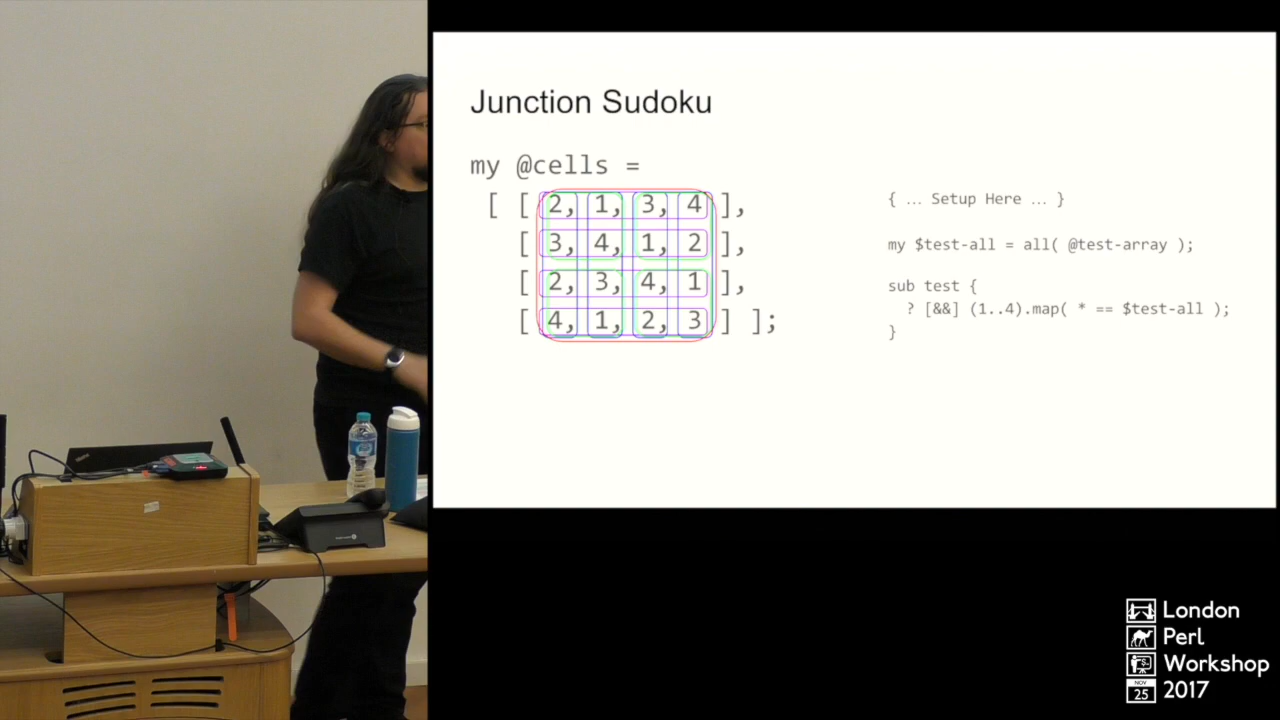 Junction Sudoku
my @cells =
[ [ 2, 1, 3, 4 ],
[ 3, 4, 1, 2 ],
[ 2, 3, 4, 1 ],
[ 4, 1, 2, 3 ] ];
{ … Setup Here … }
my $test-all = all( @test-array );
sub test {
? [&&] (1..4).map( * == $test-all );
}
London
Perl
Workshop
NOV
25
2017